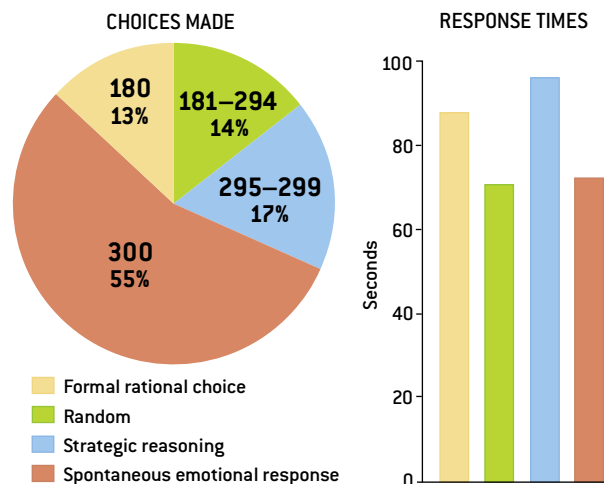 CHOICES MADE
180
13%
181–294
14%
295–299
17%
300
55%
Formal rational choice
Random
Strategic reasoning
Spontaneous emotional response
RESPONSE TIMES
100
80
60
40
20
0
Seconds